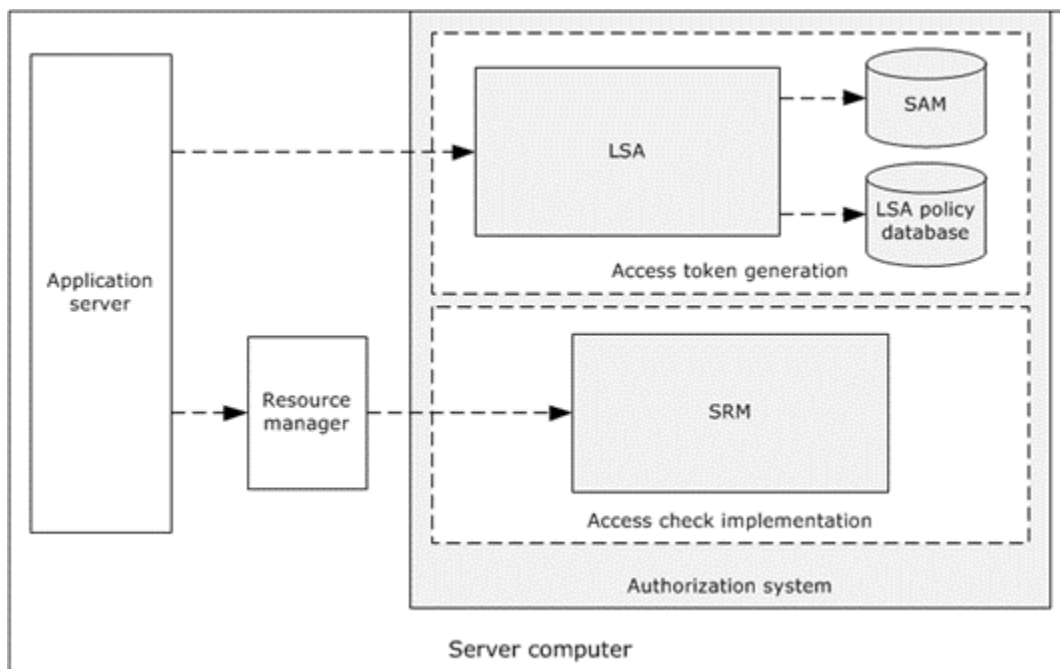 SAM
LSA
LSA policy
database
Access token generation
Application
server
Resource
manager
SRM
Access check implementation
Authorization system
Server computer